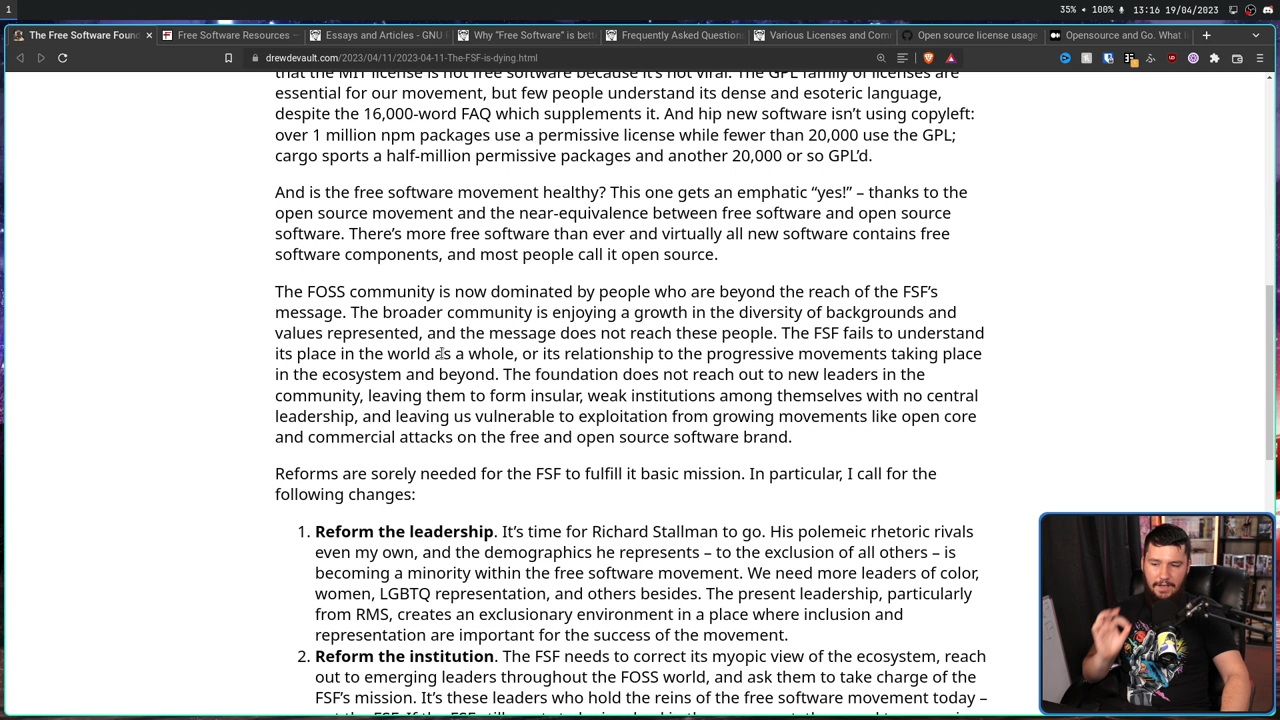 1
35%
100%
13:16 19/04/2023
The Free Software Foun
Free Software Resources —
Essays and Articles - GNU
Why “Free Software” is bett
Frequently Asked Question
Various Licenses and Com
Open source license usage
Opensource and Go. What
drewdevault.com/2023/04/11/2023-04-11-The-FSF-is-dying.html
that the MIT license is not free software because it’s not viral. The GPL family of licenses are
essential for our movement, but few people understand its dense and esoteric language,
despite the 16,000-word FAQ which supplements it. And hip new software isn’t using copyleft:
over 1 million npm packages use a permissive license while fewer than 20,000 use the GPL;
cargo sports a half-million permissive packages and another 20,000 or so GPL’d.
And is the free software movement healthy? This one gets an emphatic “yes!” – thanks to the
open source movement and the near-equivalence between free software and open source
software. There’s more free software than ever and virtually all new software contains free
software components, and most people call it open source.
The FOSS community is now dominated by people who are beyond the reach of the FSF’s
message. The broader community is enjoying a growth in the diversity of backgrounds and
values represented, and the message does not reach these people. The FSF fails to understand
its place in the world as a whole, or its relationship to the progressive movements taking place
in the ecosystem and beyond. The foundation does not reach out to new leaders in the
community, leaving them to form insular, weak institutions among themselves with no central
leadership, and leaving us vulnerable to exploitation from growing movements like open core
and commercial attacks on the free and open source software brand.
Reforms are sorely needed for the FSF to fulfill it basic mission. In particular, I call for the
following changes:
1. Reform the leadership. It’s time for Richard Stallman to go. His polemeic rhetoric rivals
even my own, and the demographics he represents – to the exclusion of all others – is
becoming a minority within the free software movement. We need more leaders of color,
women, LGBTQ representation, and others besides. The present leadership, particularly
from RMS, creates an exclusionary environment in a place where inclusion and
representation are important for the success of the movement.
2. Reform the institution. The FSF needs to correct its myopic view of the ecosystem, reach
out to emerging leaders throughout the FOSS world, and ask them to take charge of the
FSF’s mission. It’s these leaders who hold the reins of the free software movement today –